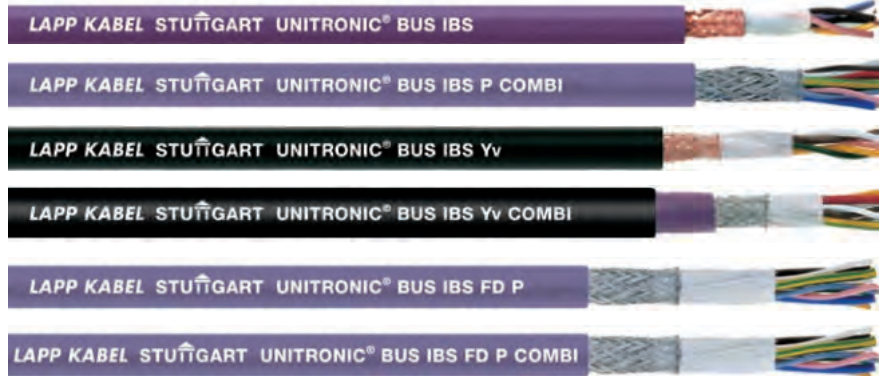 LAPP KABEL STUTTGART UNITRONIC® BUS IBS
LAPP KABEL STUTTGART UNITRONIC® BUS IBS P COMBI
LAPP KABEL STUTTGART UNITRONIC® BUS IBS Yv
LAPP KABEL STUTTGART UNITRONIC® BUS IBS Yv COMBI
LAPP KABEL STUTTGART UNITRONIC® BUS IBS FD P
LAPP KABEL STUTTGART UNITRONIC® BUS IBS FD P COMBI